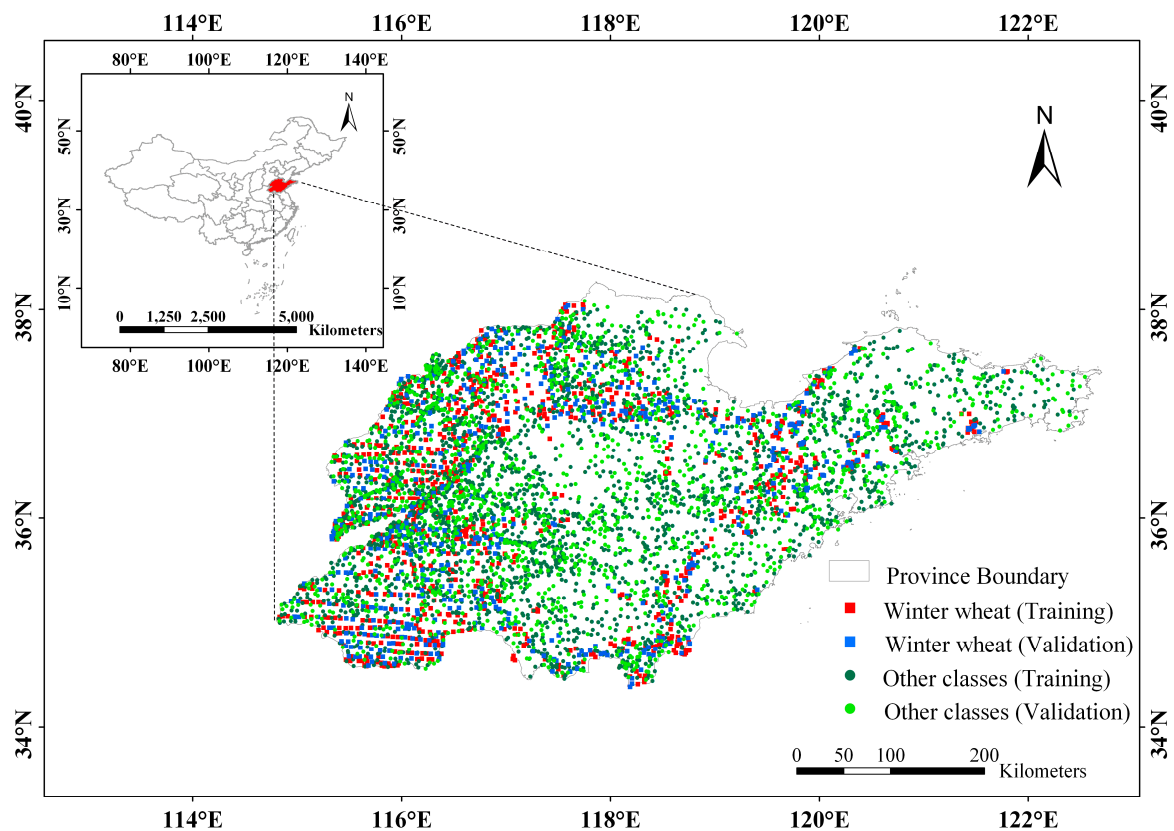 114°E 116°E 118°E 120°E 122°E
80°E 100°E 120°E 140°E
N
50°N 50°N
30°N 30°N
10°N 10°N
0 1,250 2,500 5,000
Kilometers
80°E 100°E 120°E 140°E
40°N 40°N
N
38°N 38°N
36°N 36°N
34°N 34°N
Province Boundary
Winter wheat (Training)
Winter wheat (Validation)
Other classes (Training)
Other classes (Validation)
0 50 100 200
Kilometers
114°E 116°E 118°E 120°E 122°E